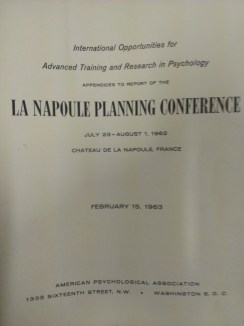 International Opportunities for
Advanced Training and Research in Psychology
APPENDICES TO REPORT OF THE
LA NAPOULE PLANNING CONFERENCE
JULY 29–AUGUST 1, 1962
CHATEAU DE LA NAPOULE, FRANCE
FEBRUARY 15, 1963
AMERICAN PSYCHOLOGICAL ASSOCIATION
1333 SIXTEENTH STREET, N.W. • WASHINGTON 6, D. C.